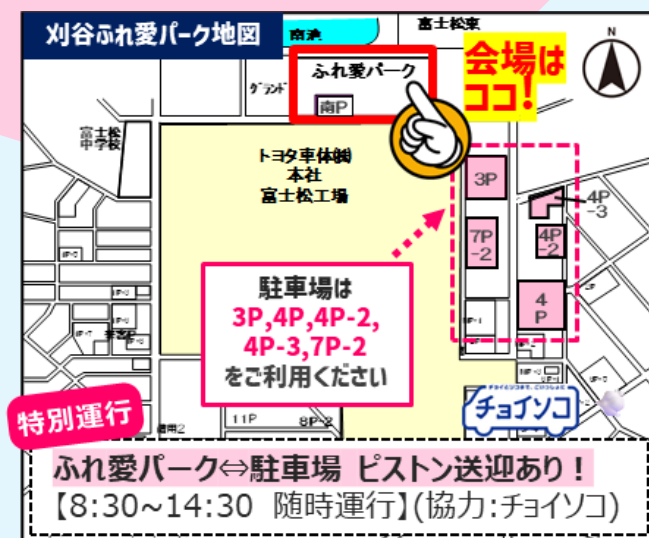 刈谷ふれ愛パーク地図
南池
富士松東
N
ふれ愛パーク
グランド
南P
会場は
ココ!
富士松
中学校
トヨタ車体㈱
本社
富士松工場
3P
4P
-3
7P
-2
4P
-2
4
P
駐車場は
3P,4P,4P-2,
4P-3,7P-2
をご利用ください
チョイソコ
特別運行
11P
8P-2
ふれ愛パーク⇔駐車場 ピストン送迎あり！
【8:30~14:30 随時運行】(協力:チョイソコ)